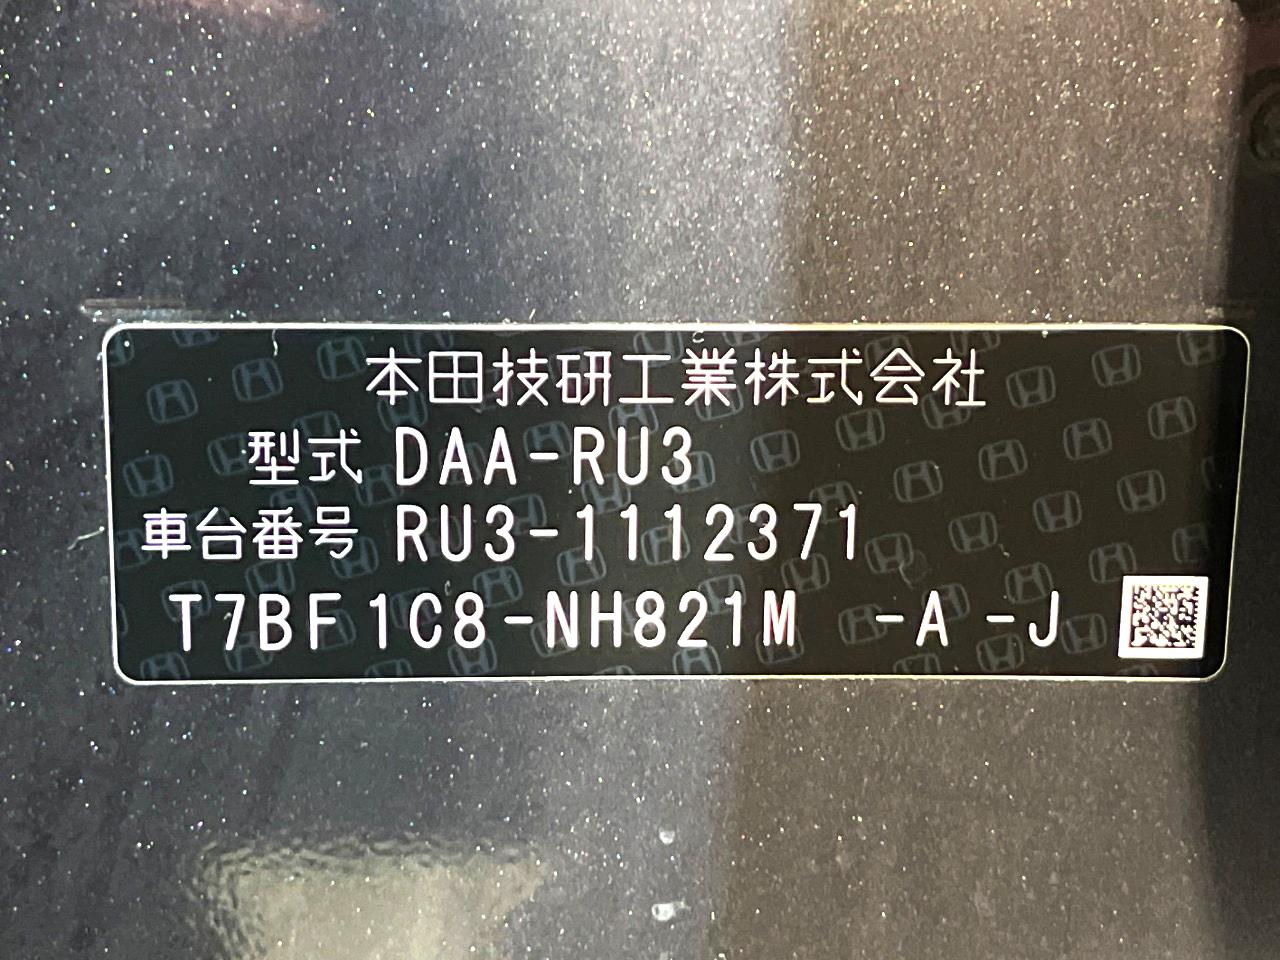 本田技研工業株式会社
型式 DAA-RU3
車台番号 RU3-1112371
T7BF1C8-NH821M -A -J